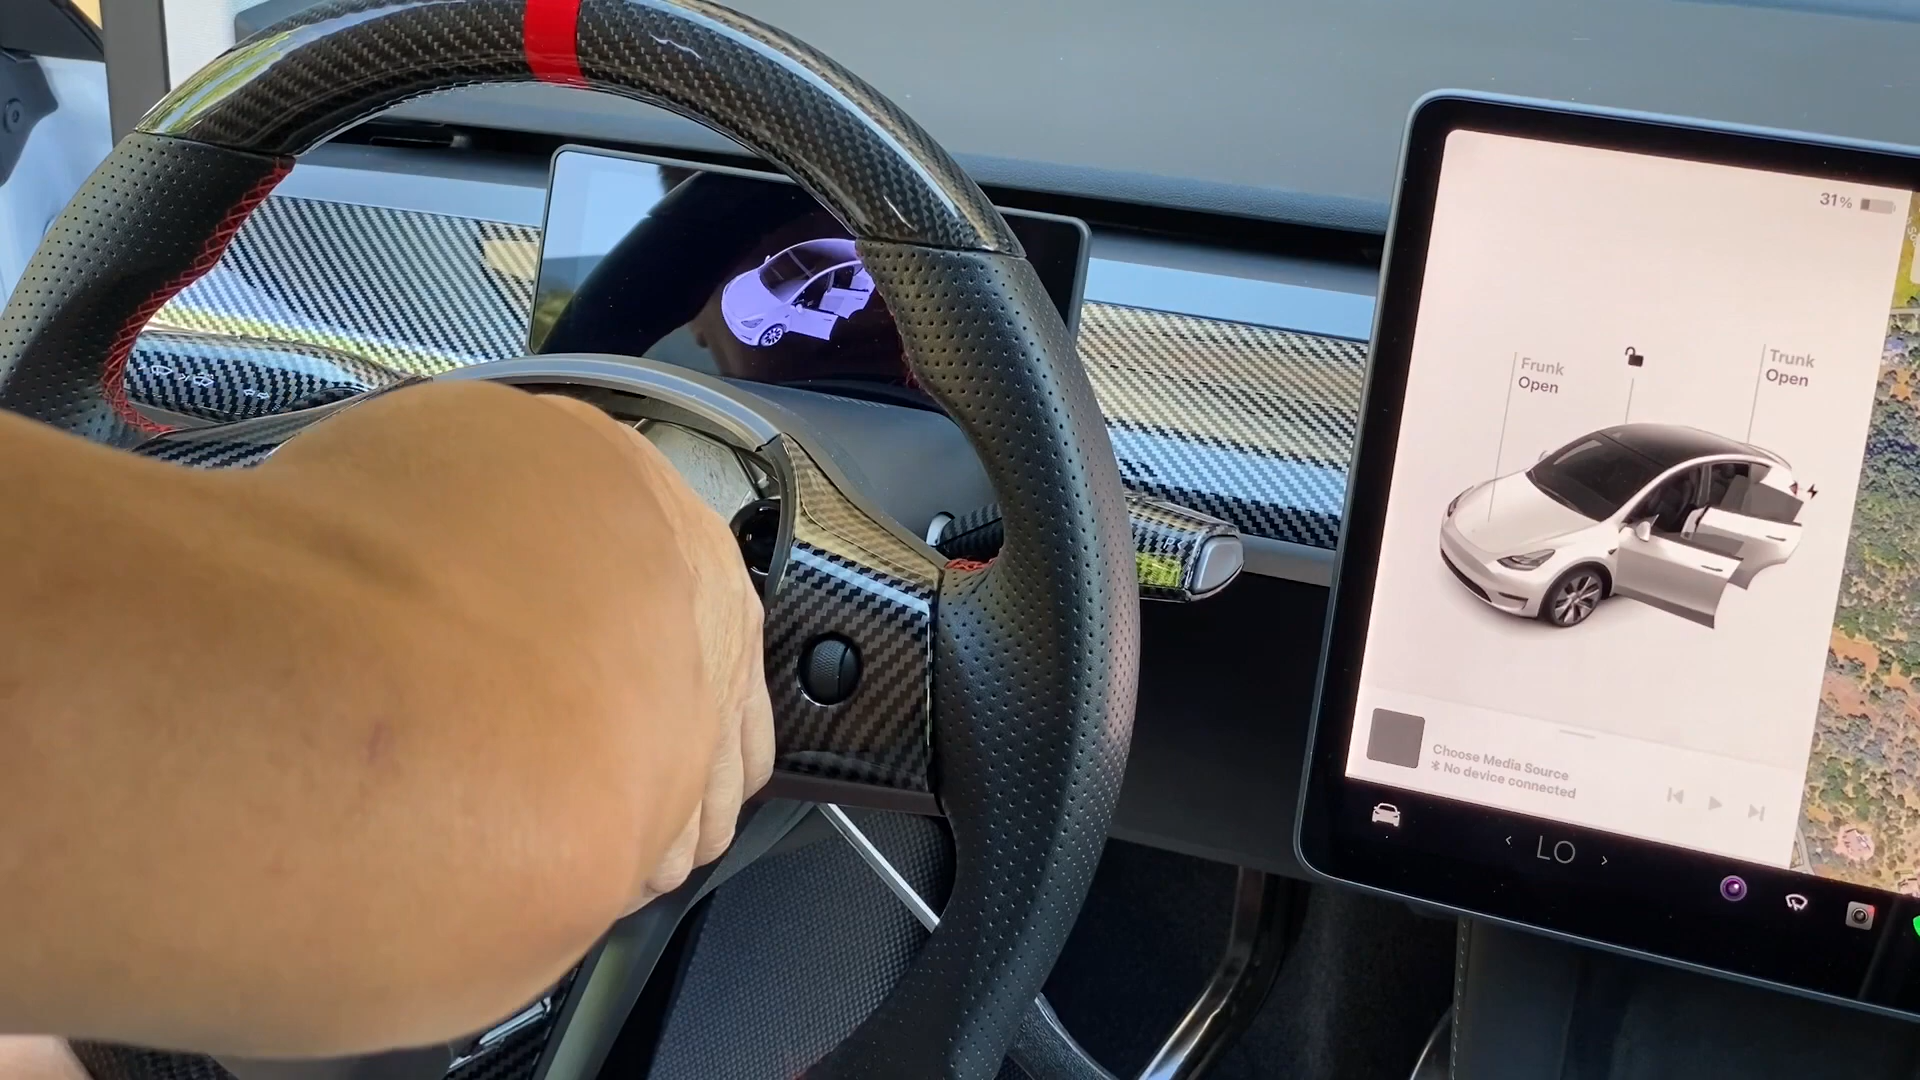 31%
Frunk
Open
Trunk
Open
Choose Media Source
No device connected
LO